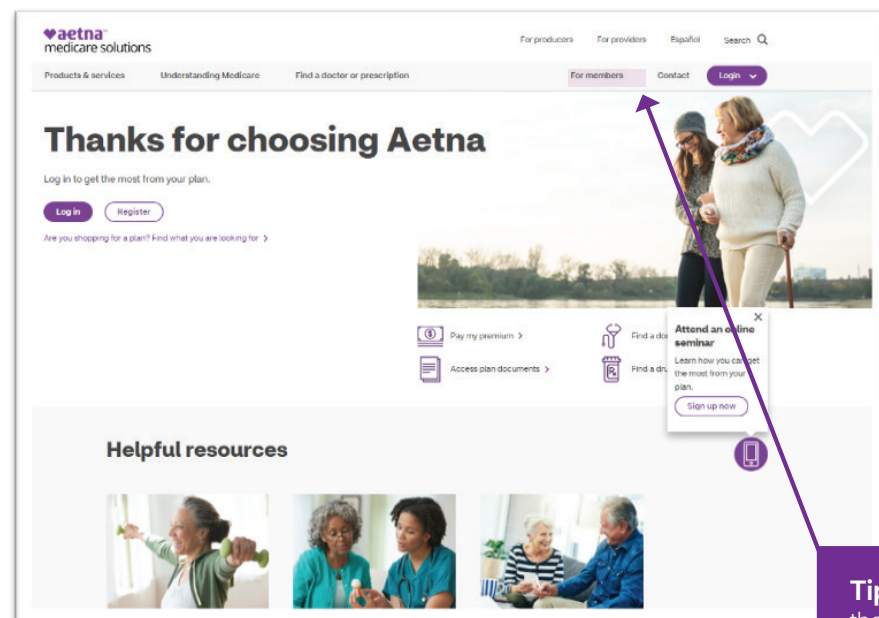 aetna
medicare solutions
For producers For providers Español Search
Products & services Understanding Medicare Find a doctor or prescription For members Contact Login
Thanks for choosing Aetna
Log in to get the most from your plan.
Log in Register
Are you shopping for a plan? Find what you are looking for
Pay my premium Find a
Access plan documents Find a
Attend an online
seminar
Learn how you can get
the most from your
plan.
Sign up now
Helpful resources